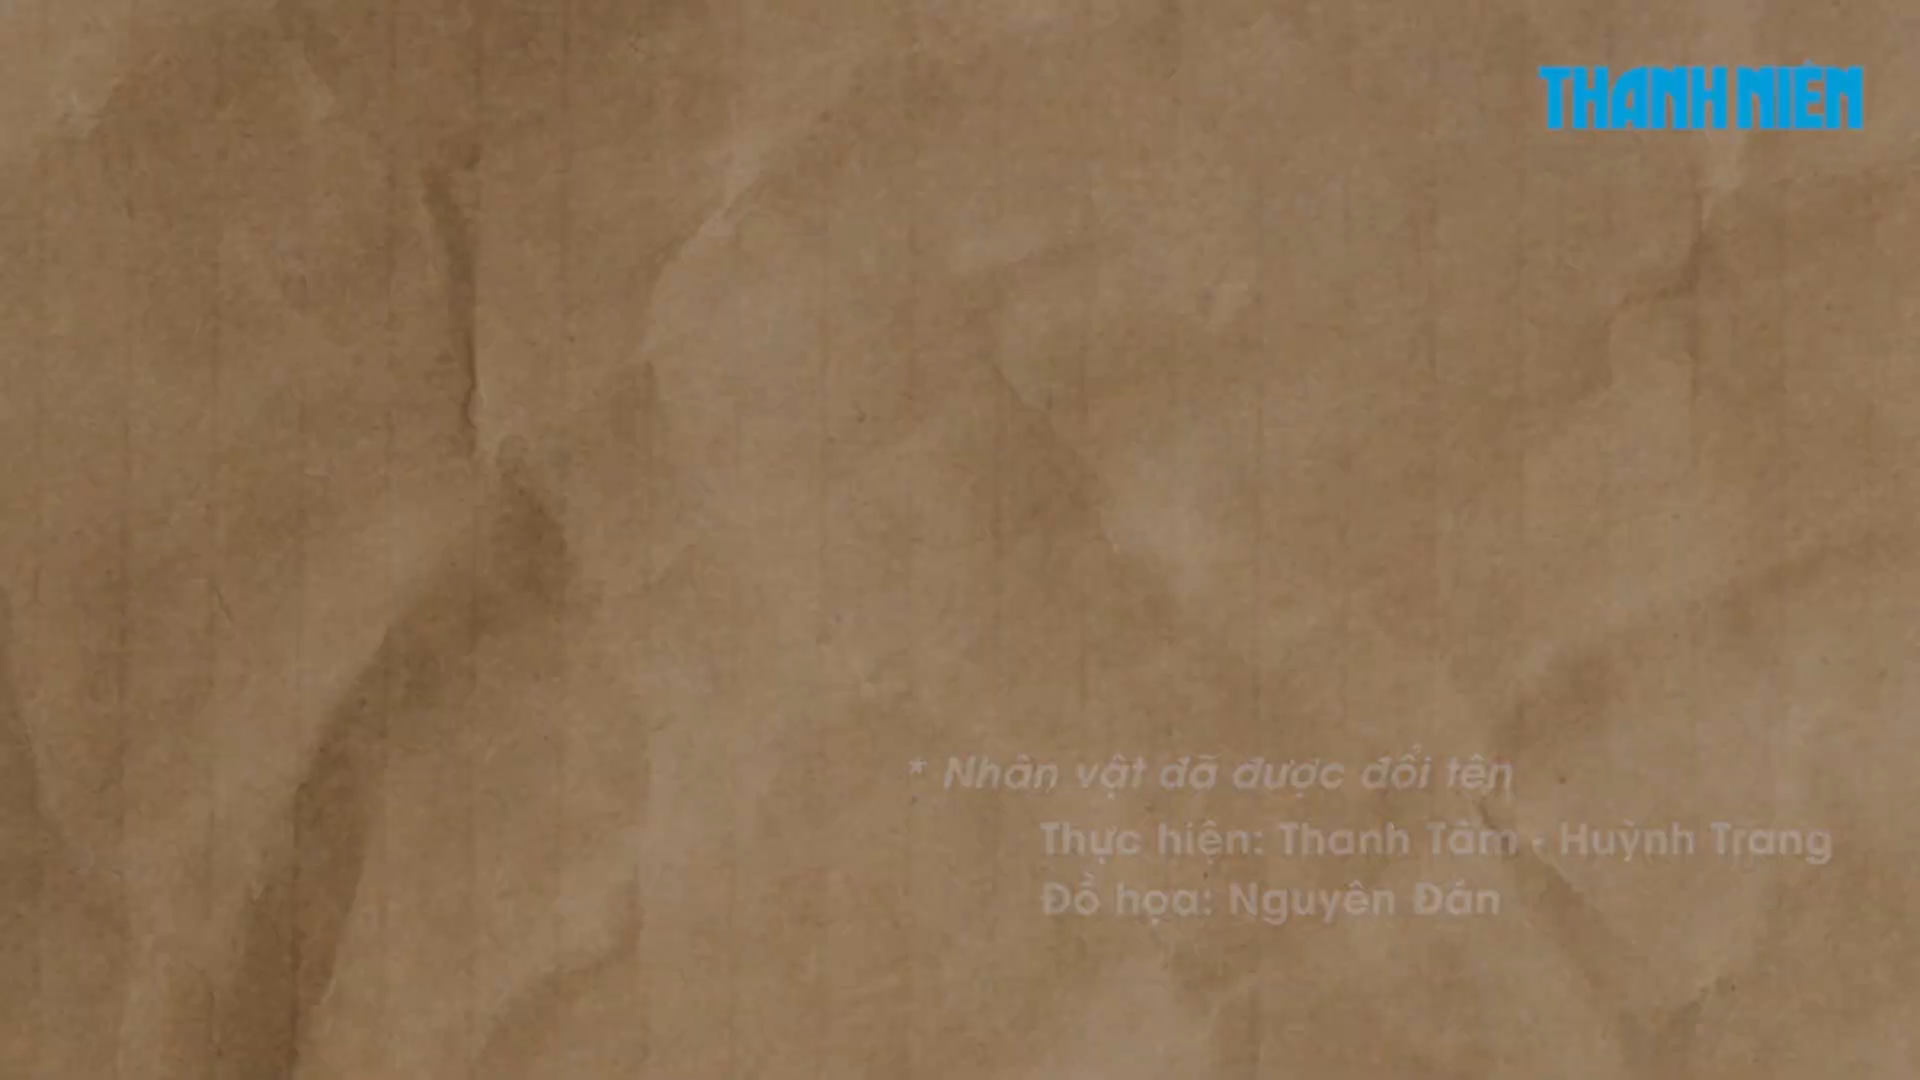 THANH NIÊN
* Nhân vật đã được đổi tên
Thực hiện: Thanh Tâm - Huỳnh Trang
Đồ họa: Nguyên Đán